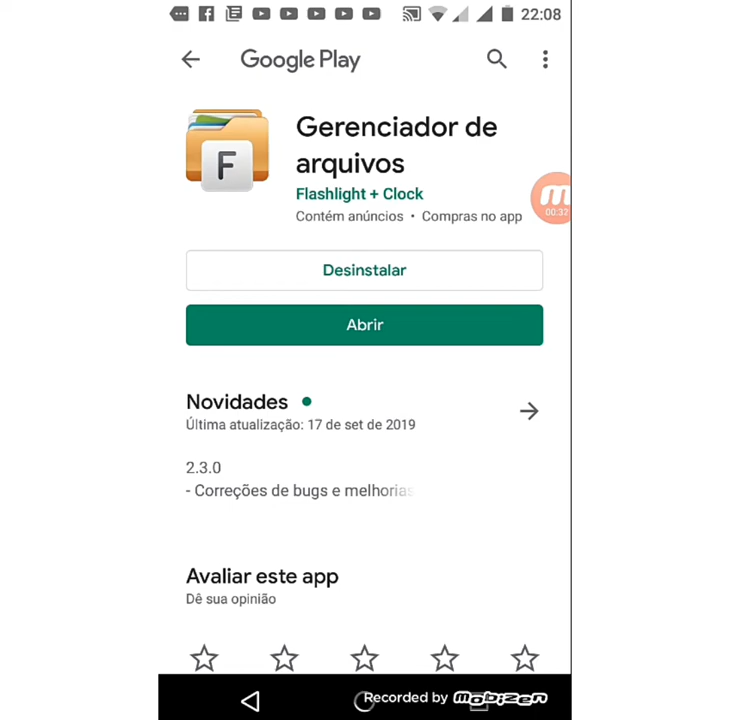 22:08
Google Play
F
Gerenciador de
arquivos
Flashlight + Clock
m
00:32
Contém anúncios • Compras no app
Desinstalar
Abrir
Novidades
Última atualização: 17 de set de 2019
2.3.0
- Correções de bugs e melhorias
Avaliar este app
Dê sua opinião
Recorded by mobizen